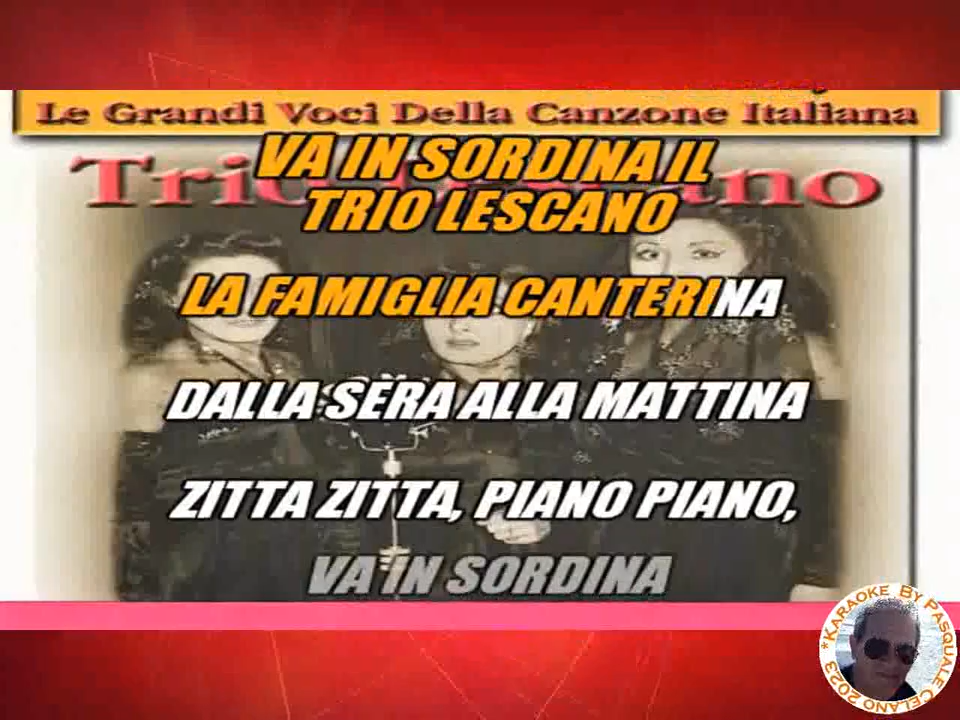 Le Grandi Voci Della Canzone Italiana
VA IN SORDINA IL
TRIO LESCANO
LA FAMIGLIA CANTERINA
DALLA SERA ALLA MATTINA
ZITTA ZITTA, PIANO PIANO,
VA IN SORDINA
*KARAOKE By PASQUALE CELANO 2023